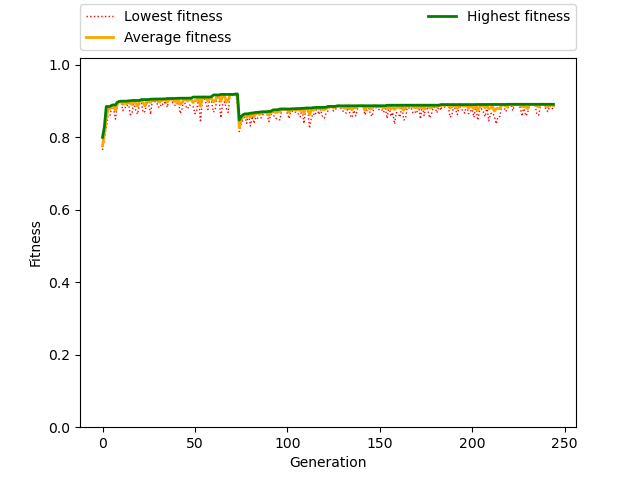 Lowest fitness
Average fitness
Highest fitness
1.0
0.8
0.6
0.4
0.2
0.0
Fitness
0 50 100 150 200 250
Generation